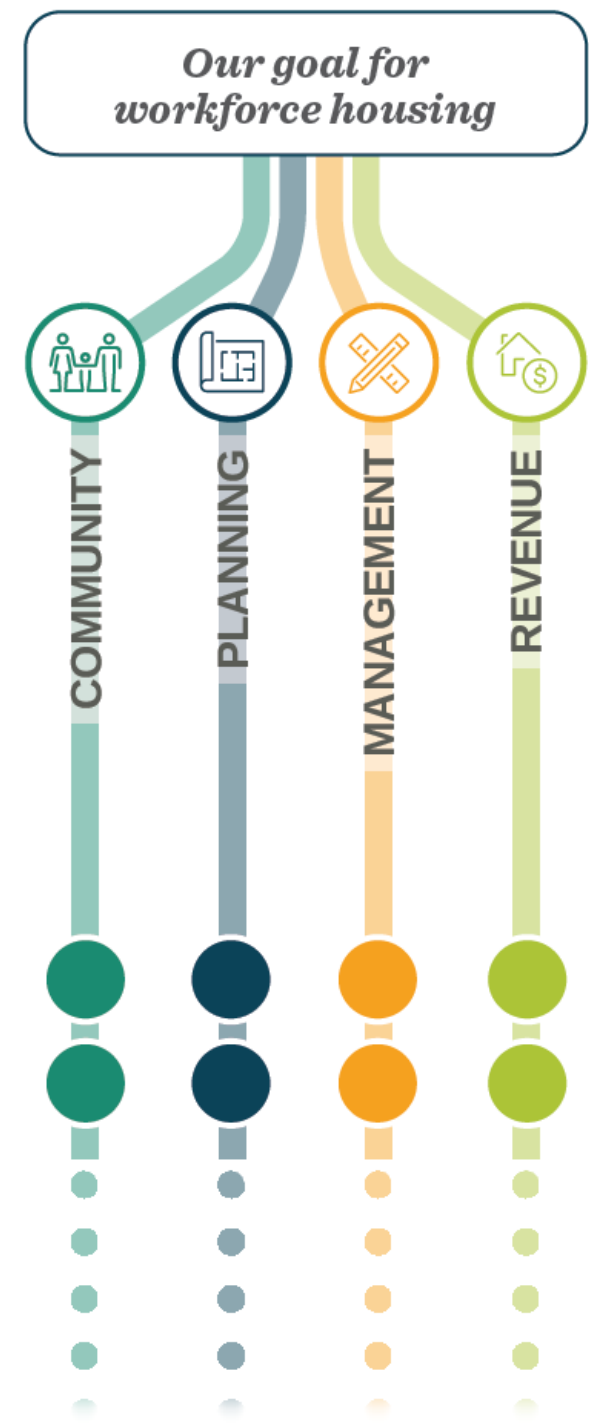 Our goal for
workforce housing
$
COMMUNITY
PLANNING
MANAGEMENT
REVENUE